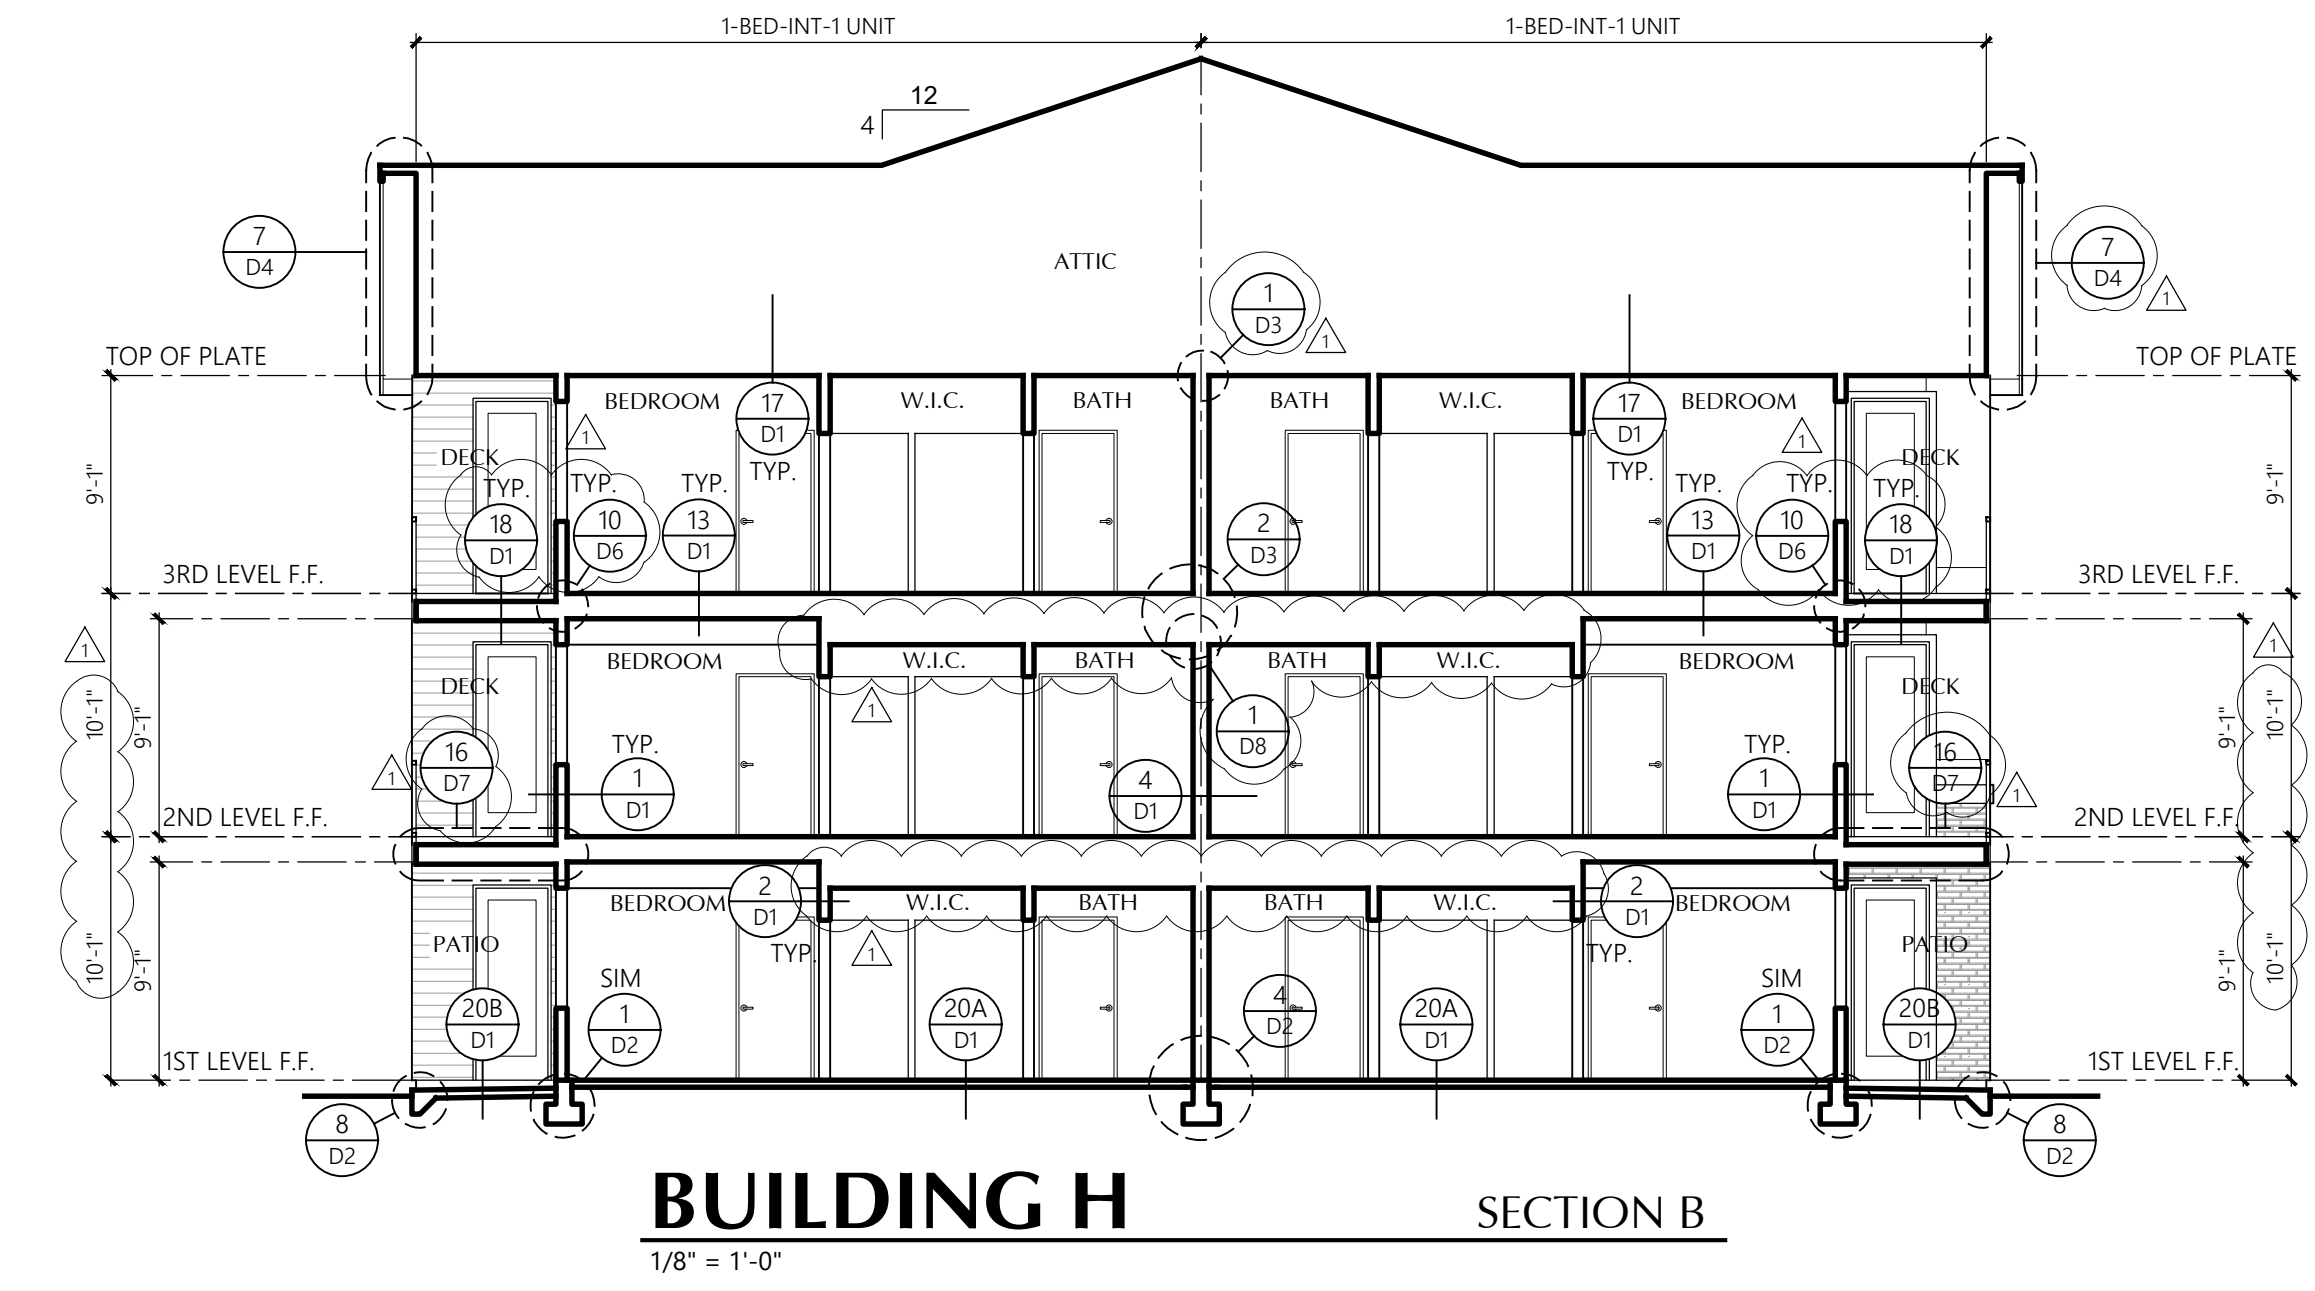 1-BED-INT-1 UNIT
1-BED-INT-1 UNIT
12
4
7
D4
7
D4
1
ATTIC
1
D3
1
TOP OF PLATE
TOP OF PLATE
BEDROOM
17
D1
TYP.
W.I.C.
BATH
BATH
W.I.C.
17
D1
TYP.
BEDROOM
1
1
DECK
DECK
9'-1"
9'-1"
TYP.
18
D1
TYP.
10
D6
TYP.
13
D1
2
D3
TYP.
13
D1
TYP.
10
D6
TYP.
18
D1
3RD LEVEL F.F.
3RD LEVEL F.F.
1
1
BEDROOM
W.I.C.
BATH
BATH
W.I.C.
BEDROOM
DECK
DECK
1
10'-1"
9'-1"
9'-1"
10'-1"
1
D8
16
D7
1
16
D7
1
TYP.
1
D1
4
D1
TYP.
1
D1
2ND LEVEL F.F.
2ND LEVEL F.F.
BEDROOM
2
D1
TYP.
W.I.C.
BATH
BATH
W.I.C.
2
D1
TYP.
BEDROOM
1
PATIO
PATIO
10'-1"
9'-1"
9'-1"
10'-1"
SIM
1
D2
SIM
1
D2
20B
D1
20A
D1
4
D2
20A
D1
20B
D1
1ST LEVEL F.F.
1ST LEVEL F.F.
8
D2
8
D2
BUILDING H
SECTION B
1/8" = 1'-0"